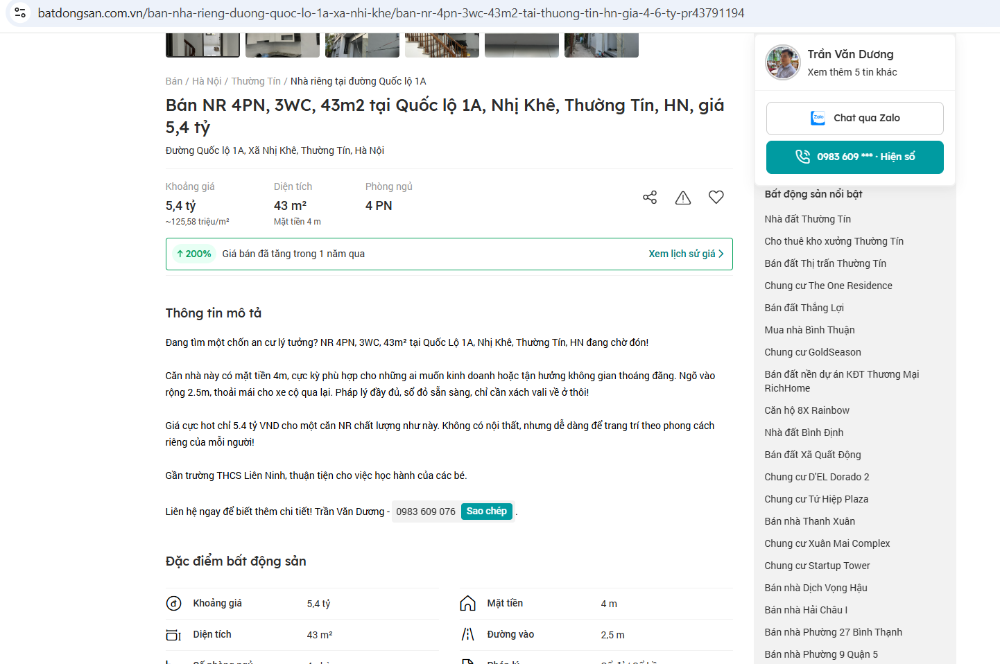 batdongsan.com.vn/ban-nha-rieng-duong-quoc-lo-1a-xa-nhi-khe/ban-nr-4pn-3wc-43m2-tai-thuong-tin-hn-gia-4-6-ty-pr43791194
Bán / Hà Nội / Thường Tín / Nhà riêng tại đường Quốc lộ 1A
Bán NR 4PN, 3WC, 43m2 tại Quốc lộ 1A, Nhị Khê, Thường Tín, HN, giá
5,4 tỷ
Đường Quốc lộ 1A, Xã Nhị Khê, Thường Tín, Hà Nội
Khoảng giá
5,4 tỷ
~125,58 triệu/m²
Diện tích
43 m²
Mặt tiền 4 m
Phòng ngủ
4 PN
200% Giá bán đã tăng trong 1 năm qua Xem lịch sử giá
Thông tin mô tả
Đang tìm một chốn an cư lý tưởng? NR 4PN, 3WC, 43m² tại Quốc Lộ 1A, Nhị Khê, Thường Tín, HN đang chờ đón!
Căn nhà này có mặt tiền 4m, cực kỳ phù hợp cho những ai muốn kinh doanh hoặc tận hưởng không gian thoáng đãng. Ngõ vào
rộng 2.5m, thoải mái cho xe cộ qua lại. Pháp lý đầy đủ, sổ đỏ sẵn sàng, chỉ cần xách vali về ở thôi!
Giá cực hot chỉ 5.4 tỷ VND cho một căn NR chất lượng như này. Không có nội thất, nhưng dễ dàng để trang trí theo phong cách
riêng của mỗi người!
Gần trường THCS Liên Ninh, thuận tiện cho việc học hành của các bé.
Liên hệ ngay để biết thêm chi tiết! Trần Văn Dương - 0983 609 076 Sao chép .
Đặc điểm bất động sản
Khoảng giá 5,4 tỷ
Mặt tiền 4 m
Diện tích 43 m²
Đường vào 2,5 m
Trần Văn Dương
Xem thêm 5 tin khác
Zalo Chat qua Zalo
0983 609 *** · Hiện số
Bất động sản nổi bật
Nhà đất Thường Tín
Cho thuê kho xưởng Thường Tín
Bán đất Thị trấn Thường Tín
Chung cư The One Residence
Bán đất Thắng Lợi
Mua nhà Bình Thuận
Chung cư GoldSeason
Bán đất nền dự án KĐT Thương Mại
RichHome
Căn hộ 8X Rainbow
Nhà đất Bình Định
Bán đất Xã Quất Động
Chung cư D'EL Dorado 2
Chung cư Tứ Hiệp Plaza
Bán nhà Thanh Xuân
Chung cư Xuân Mai Complex
Chung cư Startup Tower
Bán nhà Dịch Vọng Hậu
Bán nhà Hải Châu I
Bán nhà Phường 27 Bình Thạnh
Bán nhà Phường 9 Quận 5